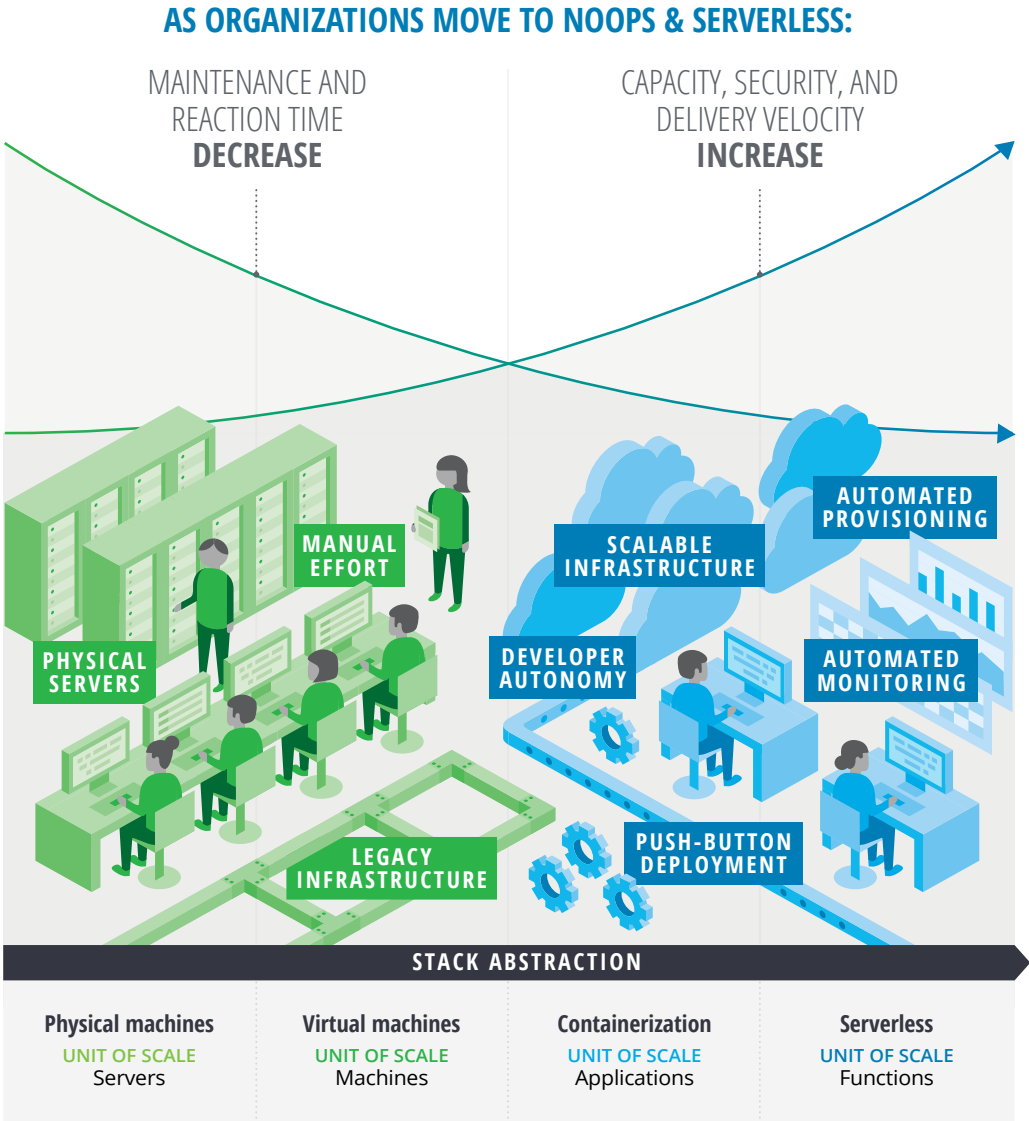 AS ORGANIZATIONS MOVE TO NOOPS & SERVERLESS:
MAINTENANCE AND
REACTION TIME
DECREASE
CAPACITY, SECURITY, AND
DELIVERY VELOCITY
INCREASE
MANUAL
EFFORT
PHYSICAL
SERVERS
LEGACY
INFRASTRUCTURE
SCALABLE
INFRASTRUCTURE
AUTOMATED
PROVISIONING
DEVELOPER
AUTONOMY
AUTOMATED
MONITORING
PUSH-BUTTON
DEPLOYMENT
STACK ABSTRACTION
Physical machines
UNIT OF SCALE
Servers
Virtual machines
UNIT OF SCALE
Machines
Containerization
UNIT OF SCALE
Applications
Serverless
UNIT OF SCALE
Functions